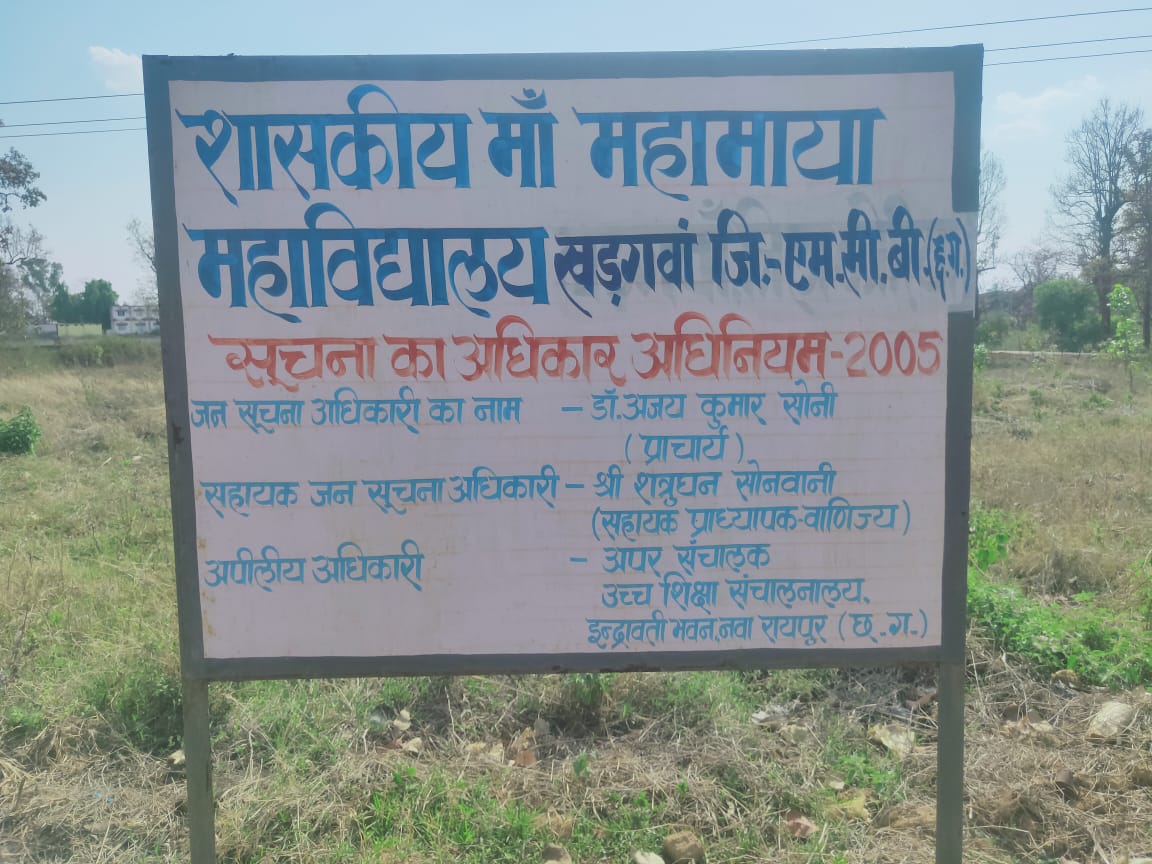 शासकीय माँ महामाया
महाविद्यालय खड़गवां जि.-एम.सी.बी.(छ.ग.)
सूचना का अधिकार अधिनियम-2005
जन सूचना अधिकारी का नाम - डॉ.अजय कुमार सोनी
(प्राचार्य)
सहायक जन सूचना अधिकारी - श्री शत्रुघन सोनवानी
(सहायक प्राध्यापक-वाणिज्य)
अपीलीय अधिकारी - अपर संचालक
उच्च शिक्षा संचालनालय,
इन्द्रावती भवन,नवा रायपुर (छ.-ग.)